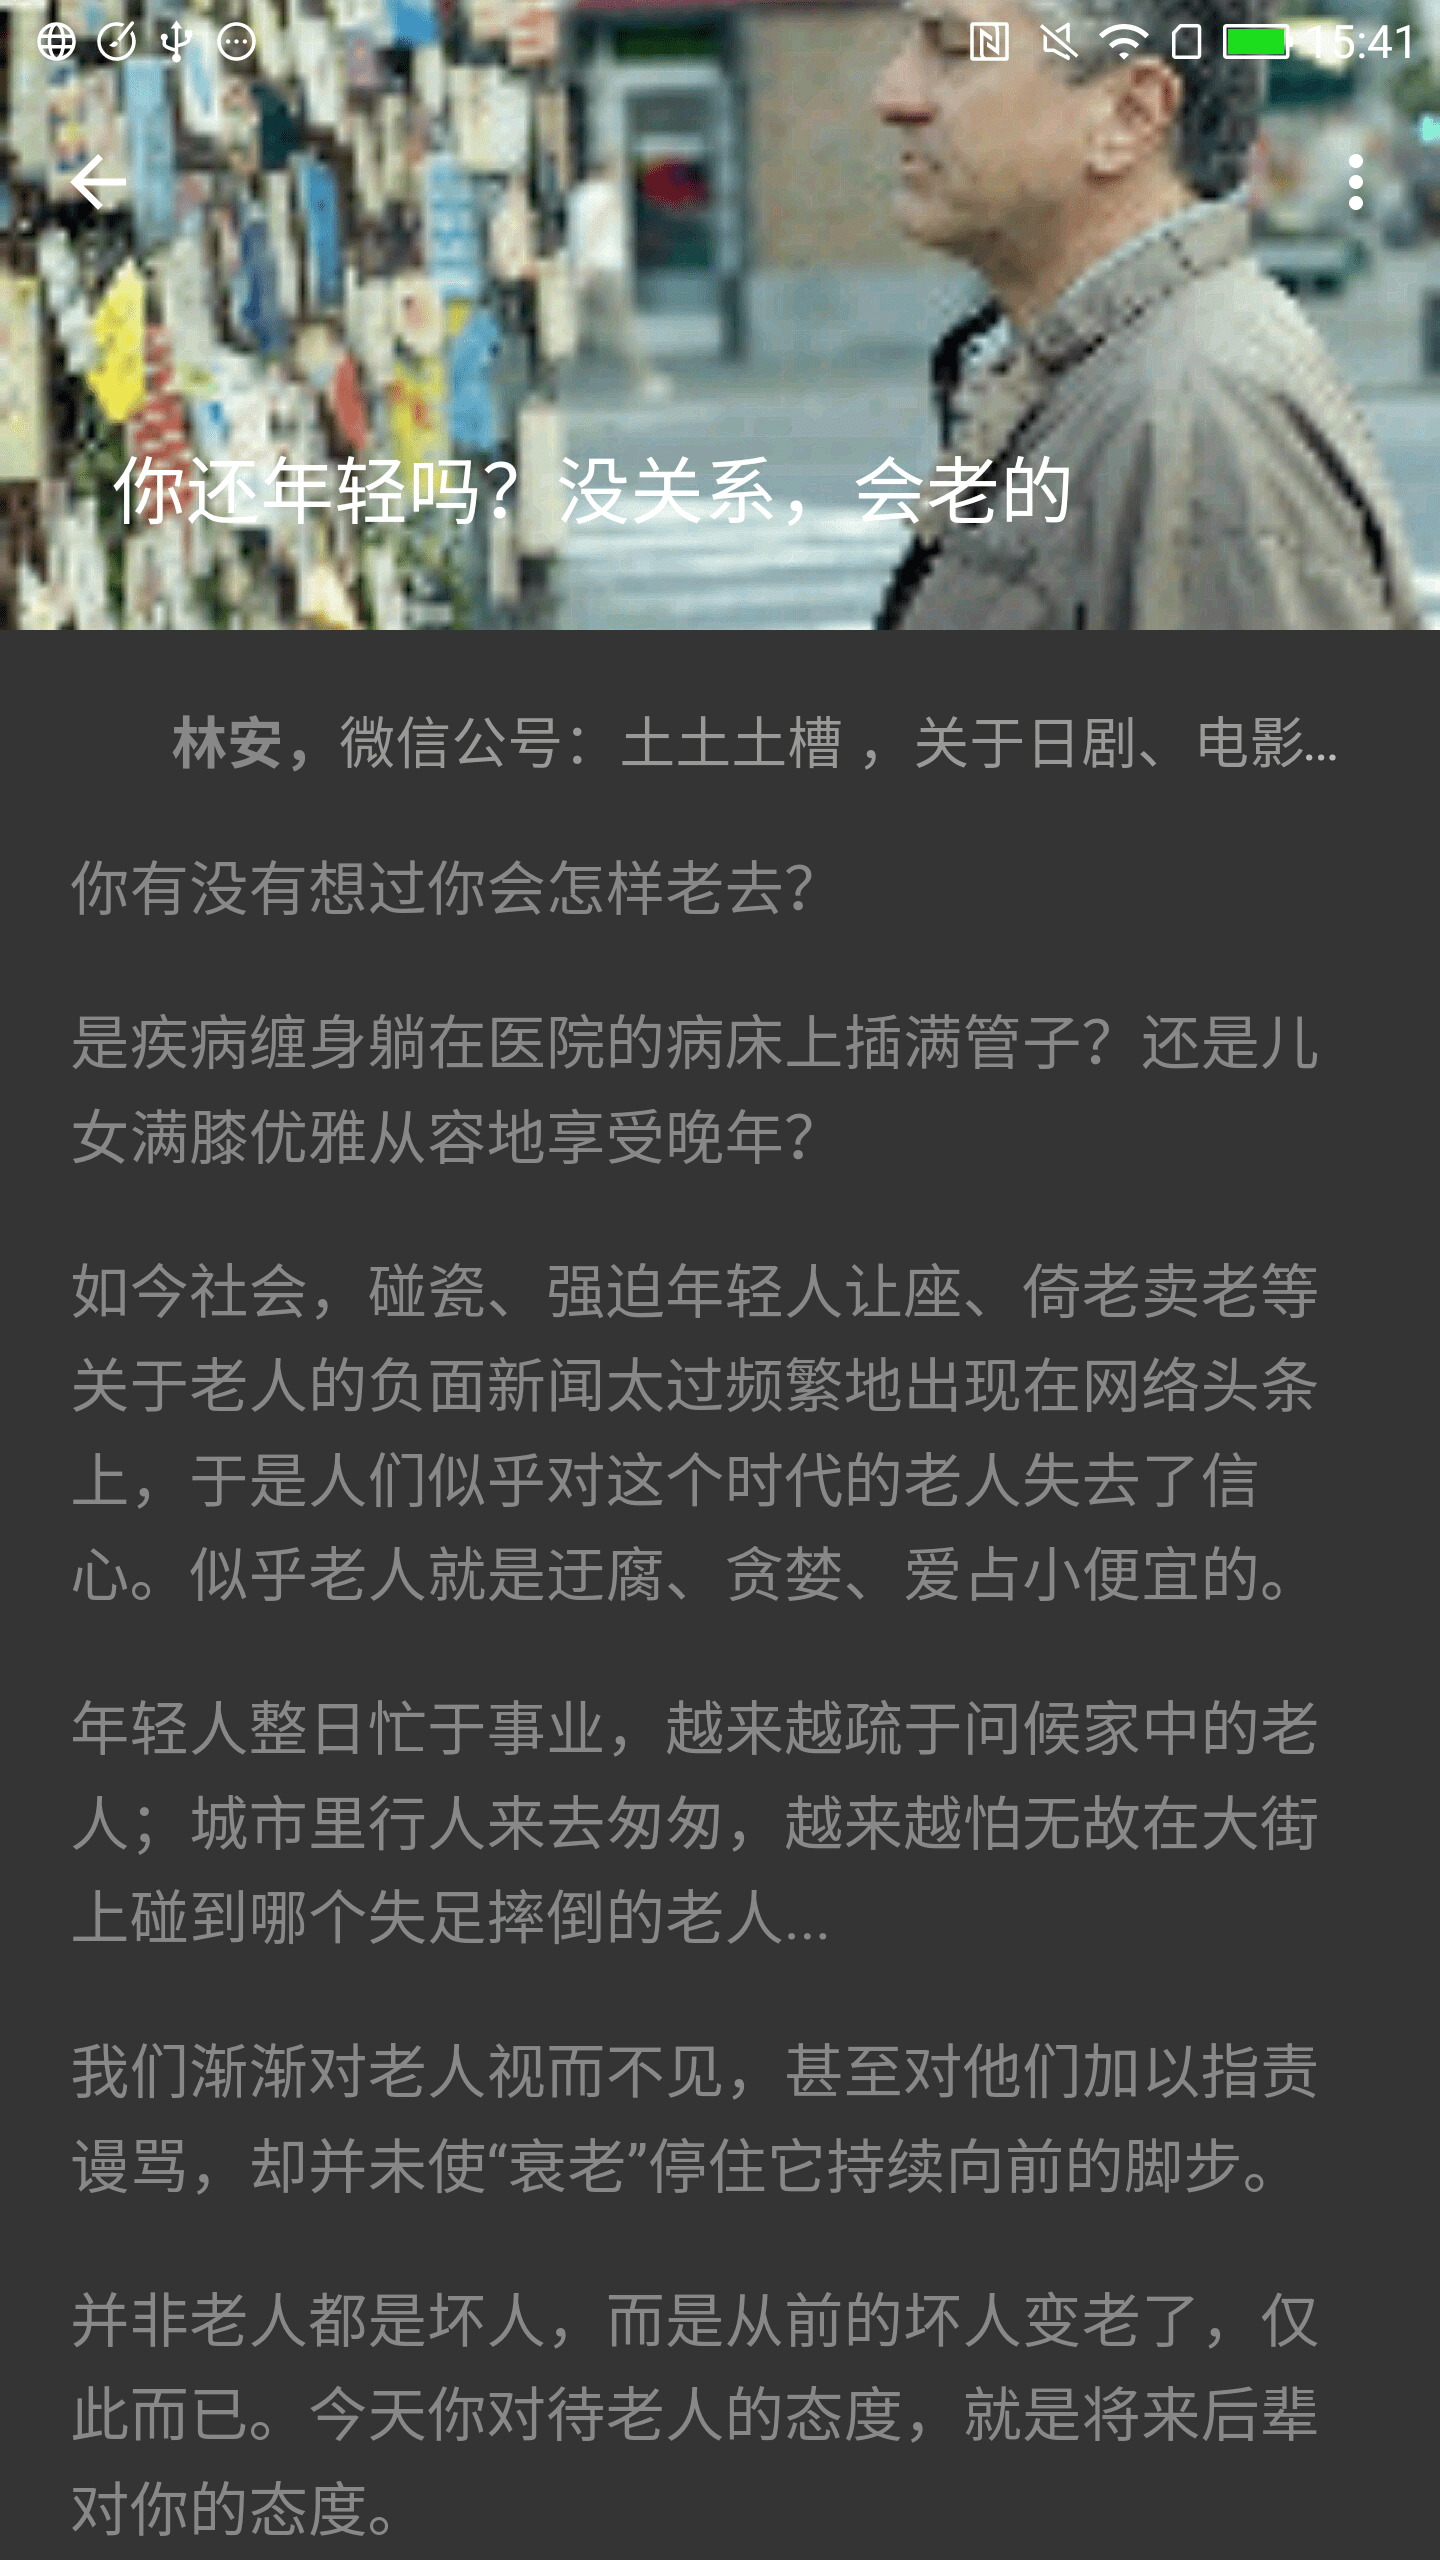 15:41
你还年轻吗？没关系，会老的
林安，微信公号：土土土槽 ，关于日剧、电影...
你有没有想过你会怎样老去？
是疾病缠身躺在医院的病床上插满管子？还是儿
女满膝优雅从容地享受晚年？
如今社会，碰瓷、强迫年轻人让座、倚老卖老等
关于老人的负面新闻太过频繁地出现在网络头条
上，于是人们似乎对这个时代的老人失去了信
心。似乎老人就是迂腐、贪婪、爱占小便宜的。
年轻人整日忙于事业，越来越疏于问候家中的老
人；城市里行人来去匆匆，越来越怕无故在大街
上碰到哪个失足摔倒的老人...
我们渐渐对老人视而不见，甚至对他们加以指责
谩骂，却并未使“衰老”停住它持续向前的脚步。
并非老人都是坏人，而是从前的坏人变老了，仅
此而已。今天你对待老人的态度，就是将来后辈
对你的态度。